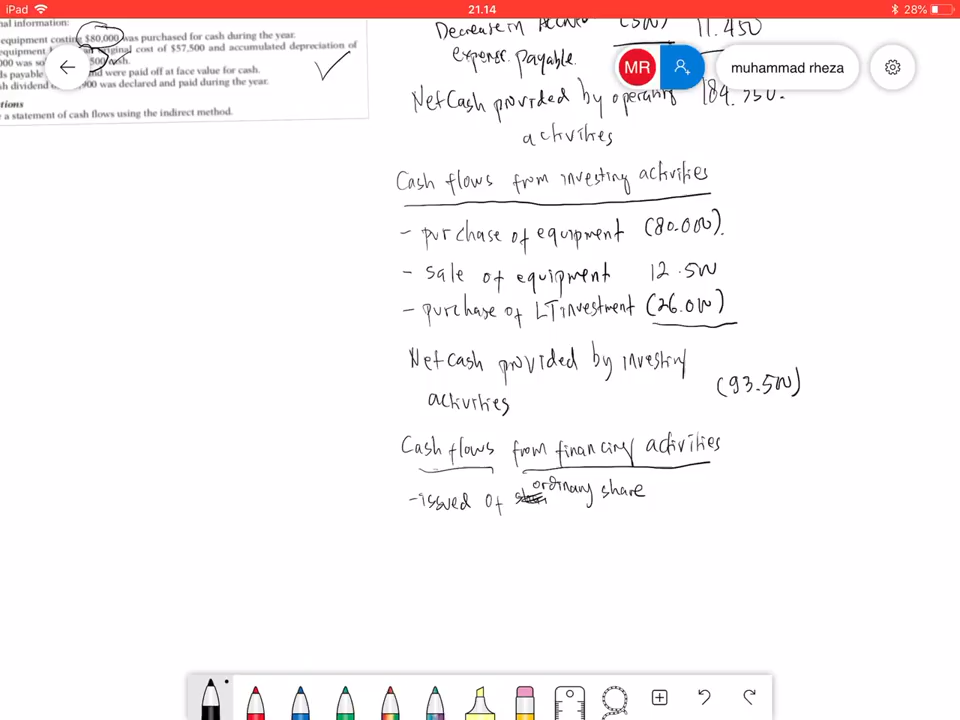 iPad
21.14
28%
nal information:
equipment costing $80,000 was purchased for cash during the year.
equipment original cost of $57,500 and accumulated depreciation of
000 was so 500 cash.
ds payable nd were paid off at face value for cash.
sh dividend 900 was declared and paid during the year.
tions
e a statement of cash flows using the indirect method.
MR
muhammad rheza
Decrease in 11.450
expense payable
Net Cash provided by operating 184.350.
activities
Cash flows from investing activities
- purchase of equipment (80.000).
- sale of equipment 12.500
- purchase of LT investment (26.000)
Net cash provided by investing
activities (93.500)
Cash flows from financing activities
- issued of ordinary share